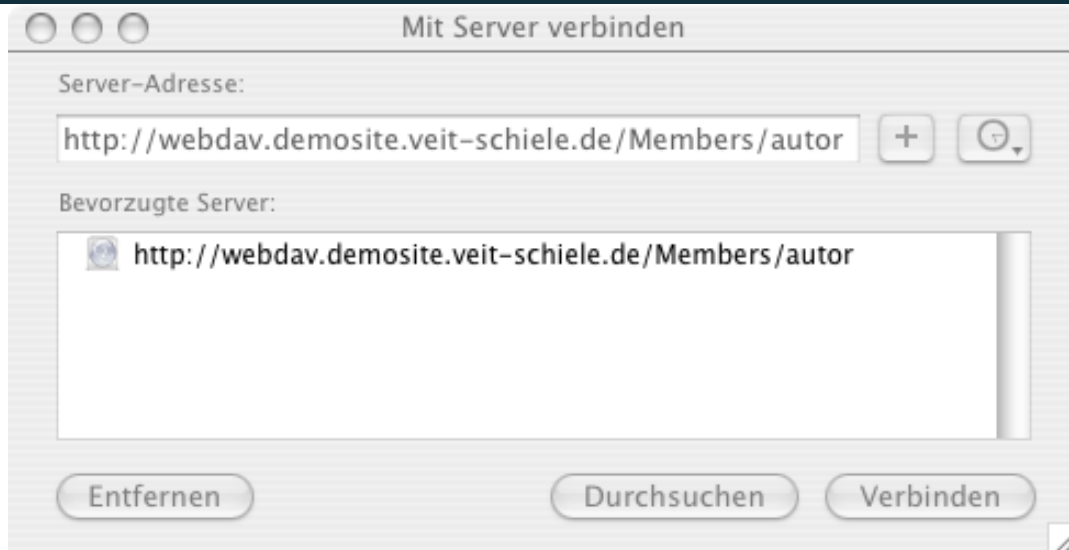 Mit Server verbinden
Server-Adresse:
http://webdav.demosite.veit-schiele.de/Members/autor
+
Bevorzugte Server:
http://webdav.demosite.veit-schiele.de/Members/autor
Entfernen
Durchsuchen
Verbinden